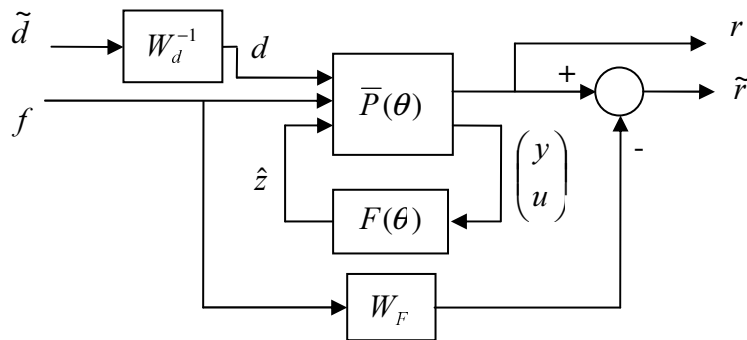 d̃
W_d^{-1}
d
r
P̄(θ)
+
r̃
f
-
ẑ
(y
u)
F(θ)
W_F